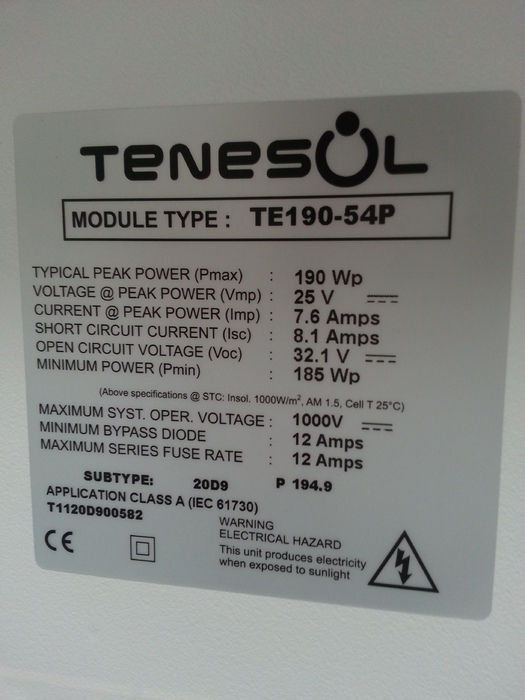 TENESOL
MODULE TYPE : TE190-54P
TYPICAL PEAK POWER (Pmax) : 190 Wp
VOLTAGE @ PEAK POWER (Vmp) : 25 V
CURRENT @ PEAK POWER (Imp) : 7.6 Amps
SHORT CIRCUIT CURRENT (Isc) : 8.1 Amps
OPEN CIRCUIT VOLTAGE (Voc) : 32.1 V
MINIMUM POWER (Pmin) : 185 Wp
(Above specifications @ STC: Insol. 1000W/m², AM 1.5, Cell T 25°C)
MAXIMUM SYST. OPER. VOLTAGE : 1000V
MINIMUM BYPASS DIODE : 12 Amps
MAXIMUM SERIES FUSE RATE : 12 Amps
SUBTYPE: 20D9 P 194.9
APPLICATION CLASS A (IEC 61730)
T1120D900582
CE
WARNING
ELECTRICAL HAZARD
This unit produces electricity
when exposed to sunlight